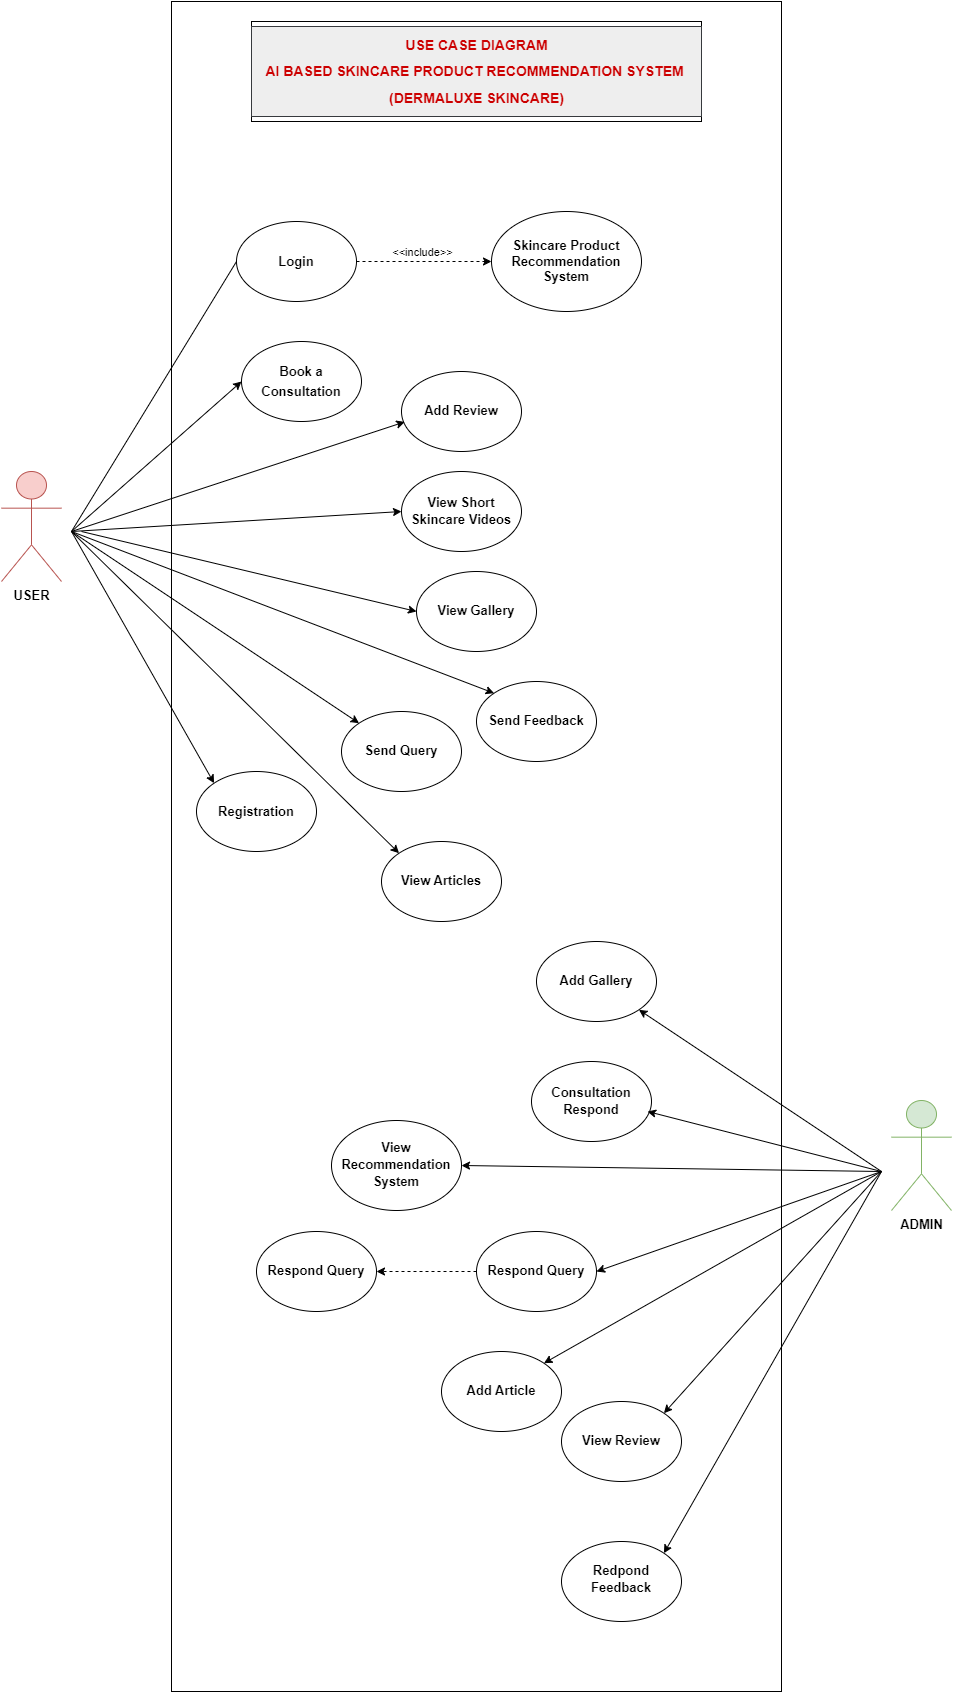 USE CASE DIAGRAM
AI BASED SKINCARE PRODUCT RECOMMENDATION SYSTEM
(DERMALUXE SKINCARE)
Login
<<include>>
Skincare Product
Recommendation
System
Book a
Consultation
Add Review
View Short
Skincare Videos
USER
View Gallery
Send Feedback
Send Query
Registration
View Articles
Add Gallery
Consultation
Respond
View
Recommendation
System
ADMIN
Respond Query
Respond Query
Add Article
View Review
Redpond
Feedback